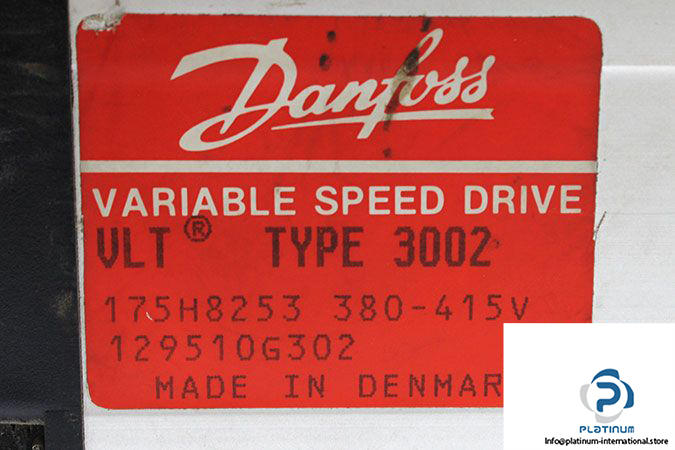 Danfoss
VARIABLE SPEED DRIVE
VLT® TYPE 3002
175H8253 380-415V
129510G302
MADE IN DENMAR
PLATINUM
Info@platinum-international.store